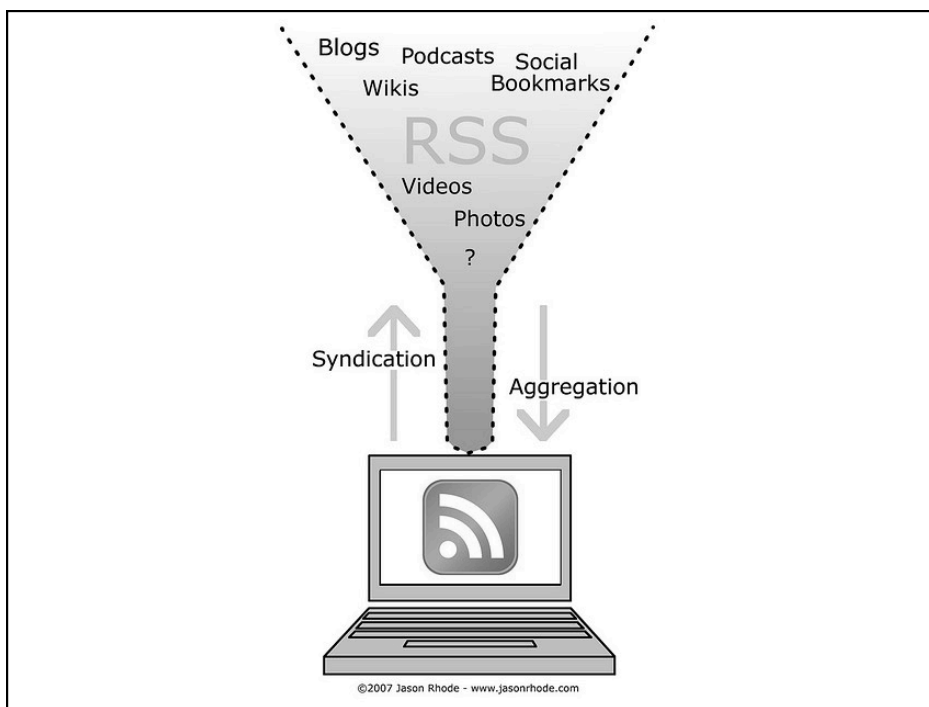 Blogs
Podcasts
Social
Bookmarks
Wikis
RSS
Videos
Photos
?
Syndication
Aggregation
©2007 Jason Rhode - www.jasonrhode.com